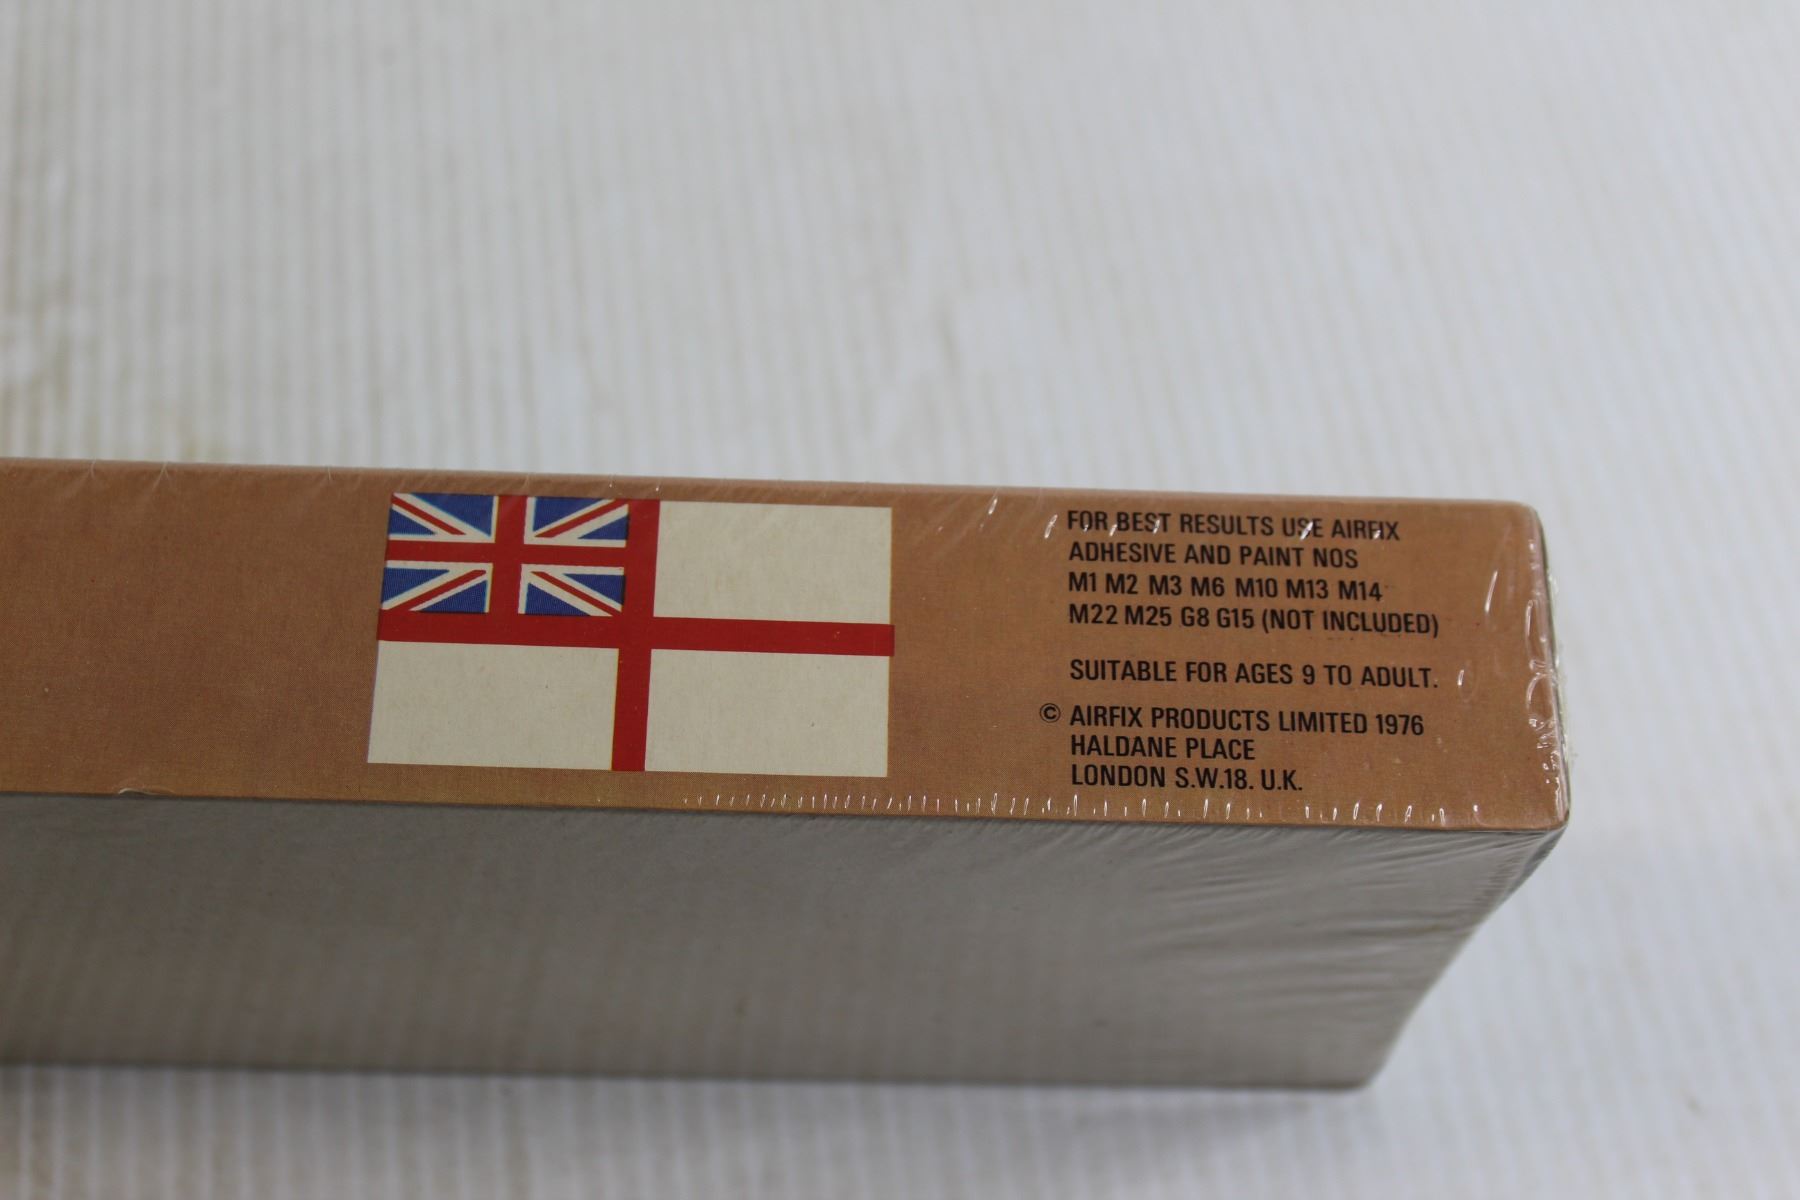 FOR BEST RESULTS USE AIRFIX
ADHESIVE AND PAINT NOS
M1 M2 M3 M6 M10 M13 M14
M22 M25 G8 G15 (NOT INCLUDED)
SUITABLE FOR AGES 9 TO ADULT.
© AIRFIX PRODUCTS LIMITED 1976
HALDANE PLACE
LONDON S.W.18. U.K.